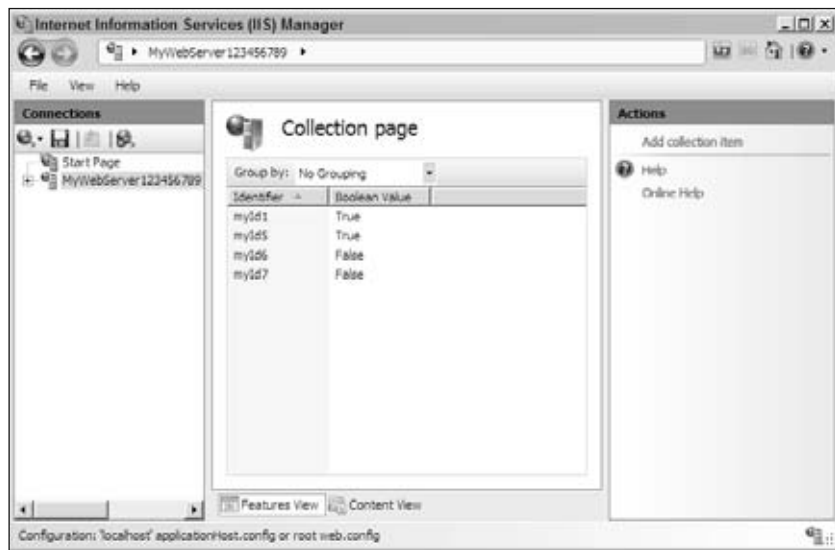 Internet Information Services (IIS) Manager
MyWebServer123456789
File View Help
Connections
Start Page
MyWebServer123456789
Collection page
Group by: No Grouping
Identifier Boolean Value
myId1 True
myId5 True
myId6 False
myId7 False
Features View Content View
Actions
Add collection item
Help
Online Help
Configuration: 'localhost' applicationHost.config or root web.config